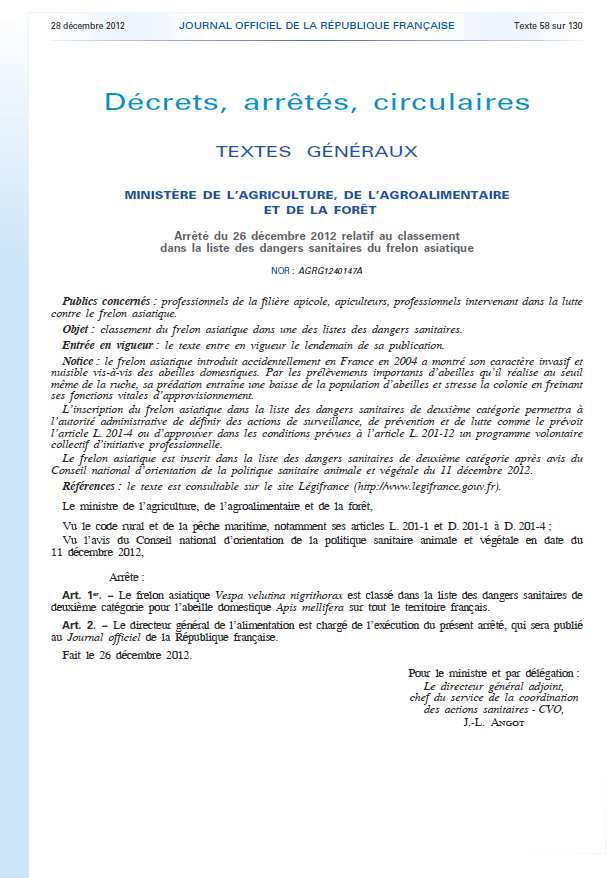 28 décembre 2012 JOURNAL OFFICIEL DE LA RÉPUBLIQUE FRANÇAISE Texte 58 sur 130
Décrets, arrêtés, circulaires
TEXTES GÉNÉRAUX
MINISTÈRE DE L'AGRICULTURE, DE L'AGROALIMENTAIRE
ET DE LA FORÊT
Arrêté du 26 décembre 2012 relatif au classement
dans la liste des dangers sanitaires du frelon asiatique
NOR : AGRG1240147A
Publics concernés : professionnels de la filière apicole, apiculteurs, professionnels intervenant dans la lutte
contre le frelon asiatique.
Objet : classement du frelon asiatique dans une des listes des dangers sanitaires.
Entrée en vigueur : le texte entre en vigueur le lendemain de sa publication.
Notice : le frelon asiatique introduit accidentellement en France en 2004 a montré son caractère invasif et
nuisible vis-à-vis des abeilles domestiques. Par les prélèvements importants d'abeilles qu'il réalise au seuil
même de la ruche, sa prédation entraîne une baisse de la population d'abeilles et stresse la colonie en freinant
ses fonctions vitales d'approvisionnement.
L'inscription du frelon asiatique dans la liste des dangers sanitaires de deuxième catégorie permettra à
l'autorité administrative de définir des actions de surveillance, de prévention et de lutte comme le prévoit
l'article L. 201-4 ou d'approuver dans les conditions prévues à l'article L. 201-12 un programme volontaire
collectif d'initiative professionnelle.
Le frelon asiatique est inscrit dans la liste des dangers sanitaires de deuxième catégorie après avis du
Conseil national d'orientation de la politique sanitaire animale et végétale du 11 décembre 2012.
Références : le texte est consultable sur le site Légifrance (http://www.legifrance.gouv.fr).
Le ministre de l'agriculture, de l'agroalimentaire et de la forêt,
Vu le code rural et de la pêche maritime, notamment ses articles L. 201-1 et D. 201-1 à D. 201-4 ;
Vu l'avis du Conseil national d'orientation de la politique sanitaire animale et végétale en date du
11 décembre 2012,
Arrête :
Art. 1er. – Le frelon asiatique Vespa velutina nigrithorax est classé dans la liste des dangers sanitaires de
deuxième catégorie pour l'abeille domestique Apis mellifera sur tout le territoire français.
Art. 2. – Le directeur général de l'alimentation est chargé de l'exécution du présent arrêté, qui sera publié
au Journal officiel de la République française.
Fait le 26 décembre 2012.
Pour le ministre et par délégation :
Le directeur général adjoint,
chef du service de la coordination
des actions sanitaires - CVO,
J.-L. ANGOT